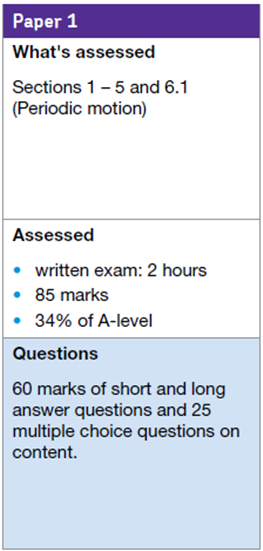 Paper 1
What's assessed
Sections 1 – 5 and 6.1
(Periodic motion)
Assessed
• written exam: 2 hours
• 85 marks
• 34% of A-level
Questions
60 marks of short and long
answer questions and 25
multiple choice questions on
content.